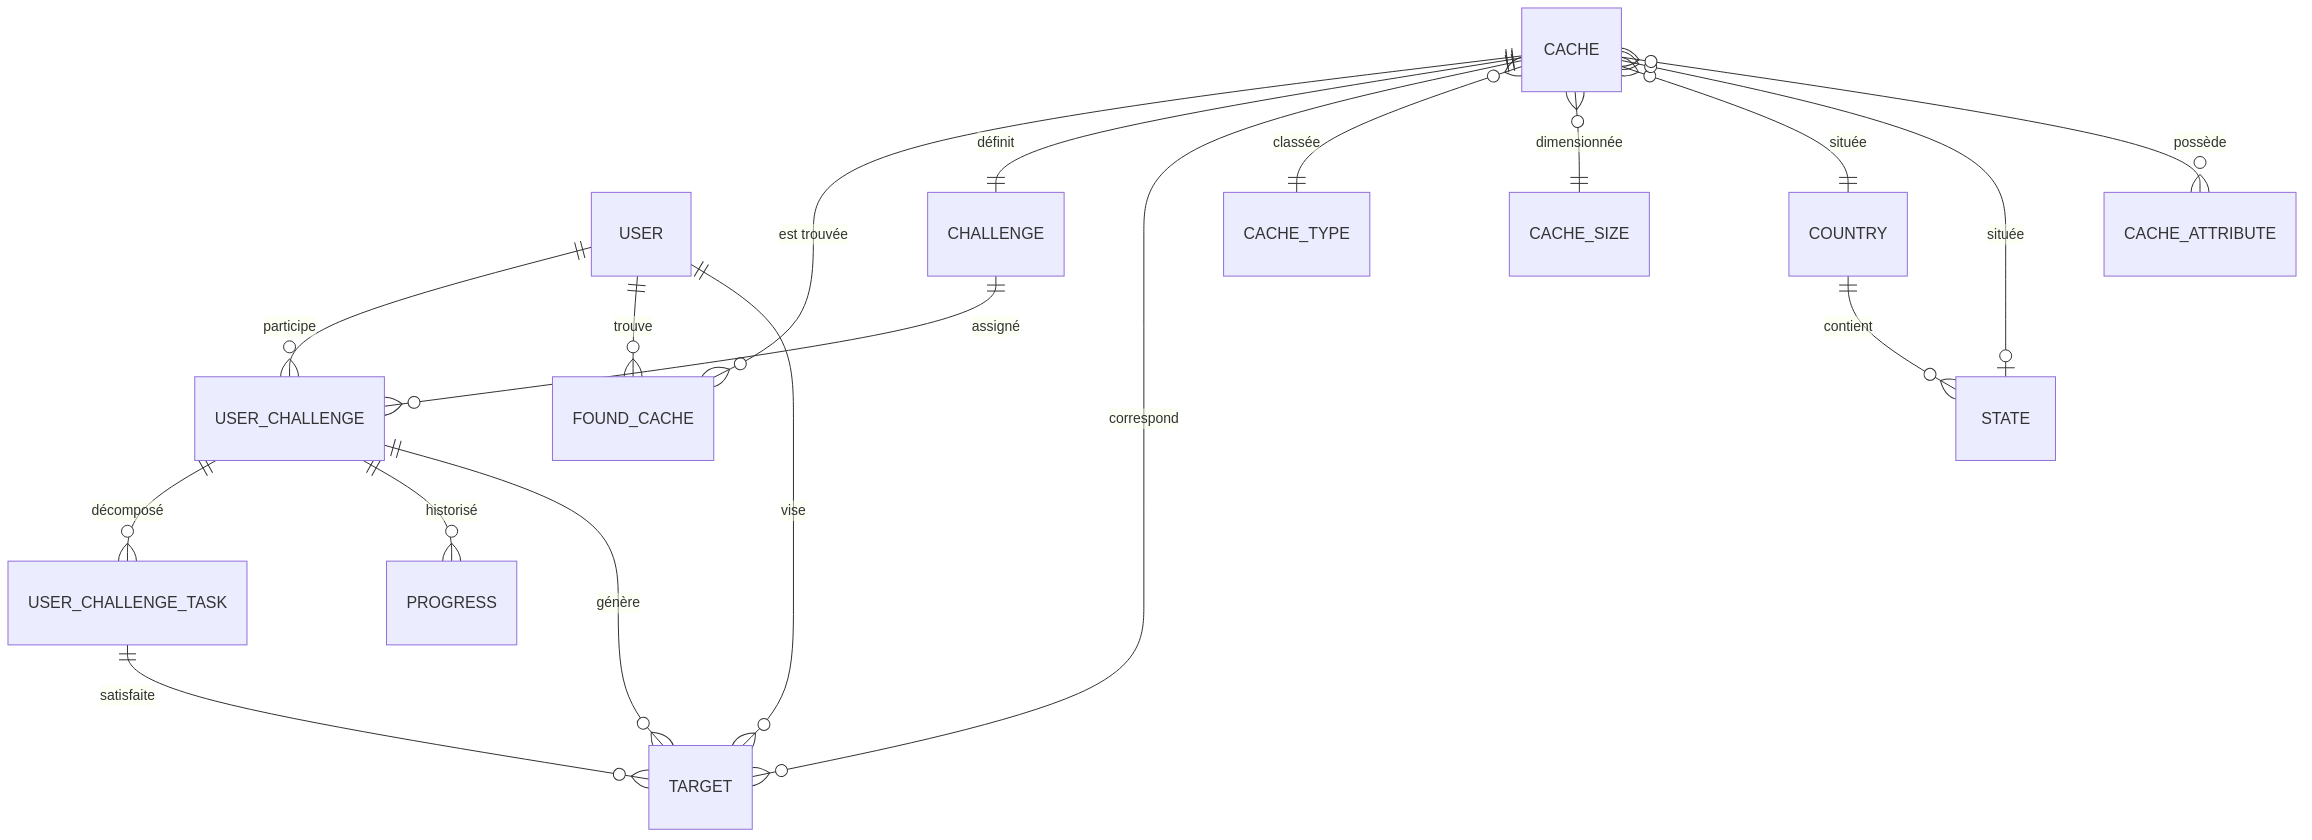 CACHE
définit
classée
dimensionnée
située
possède
USER
est trouvée
CHALLENGE
CACHE_TYPE
CACHE_SIZE
COUNTRY
située
CACHE_ATTRIBUTE
participe
trouve
assigné
contient
USER_CHALLENGE
FOUND_CACHE
correspond
STATE
décomposé
historisé
vise
USER_CHALLENGE_TASK
PROGRESS
génère
satisfaite
TARGET